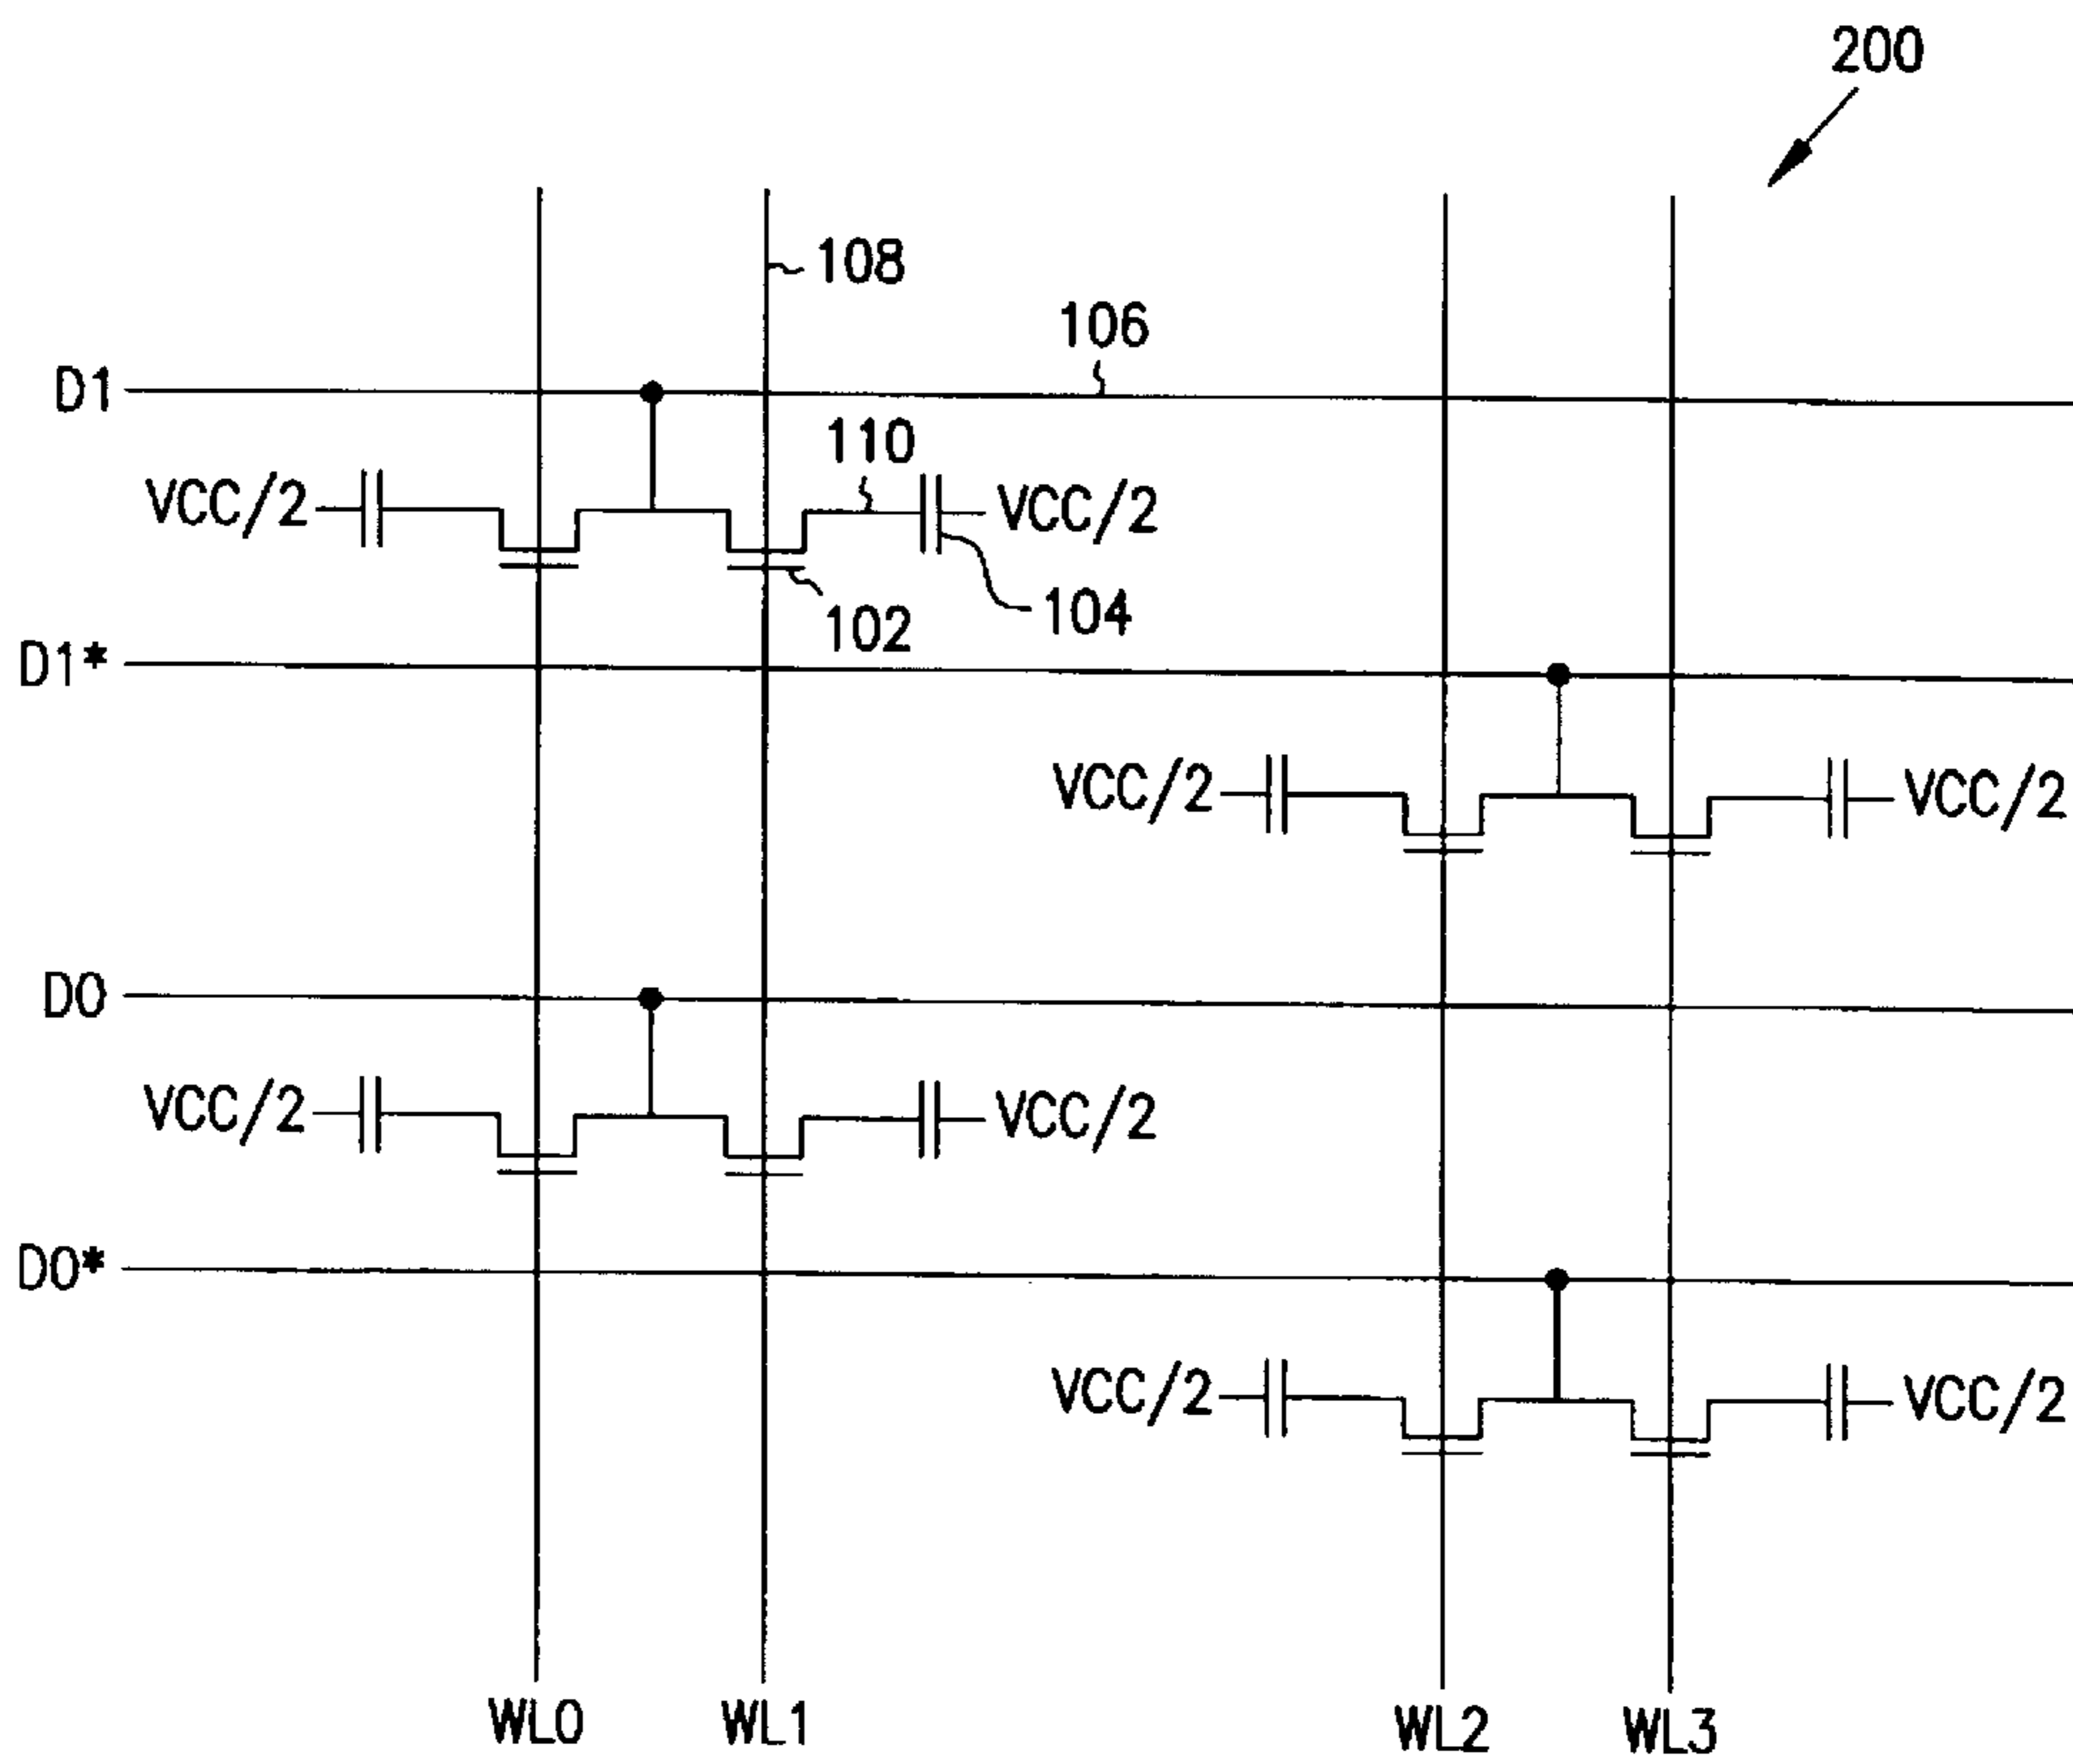 200
108
106
D1
110
VCC/2
VCC/2
102
104
D1*
VCC/2
VCC/2
D0
VCC/2
VCC/2
D0*
VCC/2
VCC/2
WL0
WL1
WL2
WL3